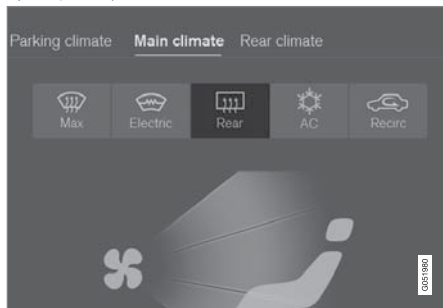 Parking climate Main climate Rear climate
Max Electric Rear AC Recirc
G051980